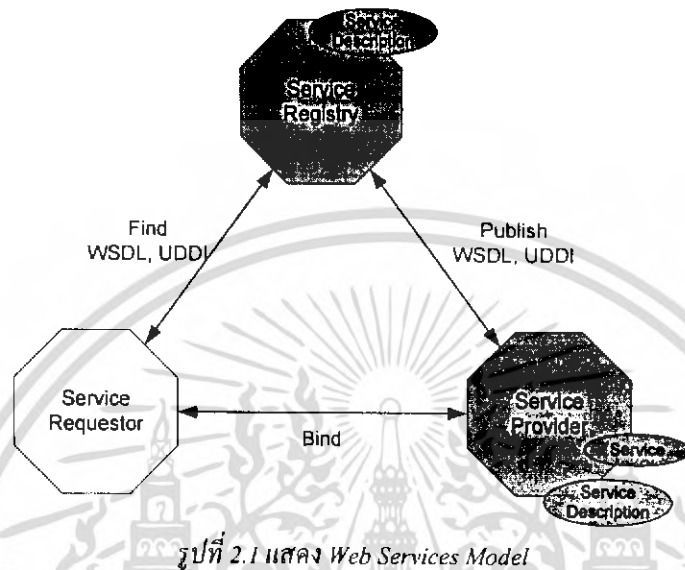 Service
Description
Service
Registry
Find
WSDL, UDDI
Publish
WSDL, UDDI
Service
Requestor
Bind
Service
Provider
Service
Service
Description
รูปที่ 2.1 แสดง Web Services Model